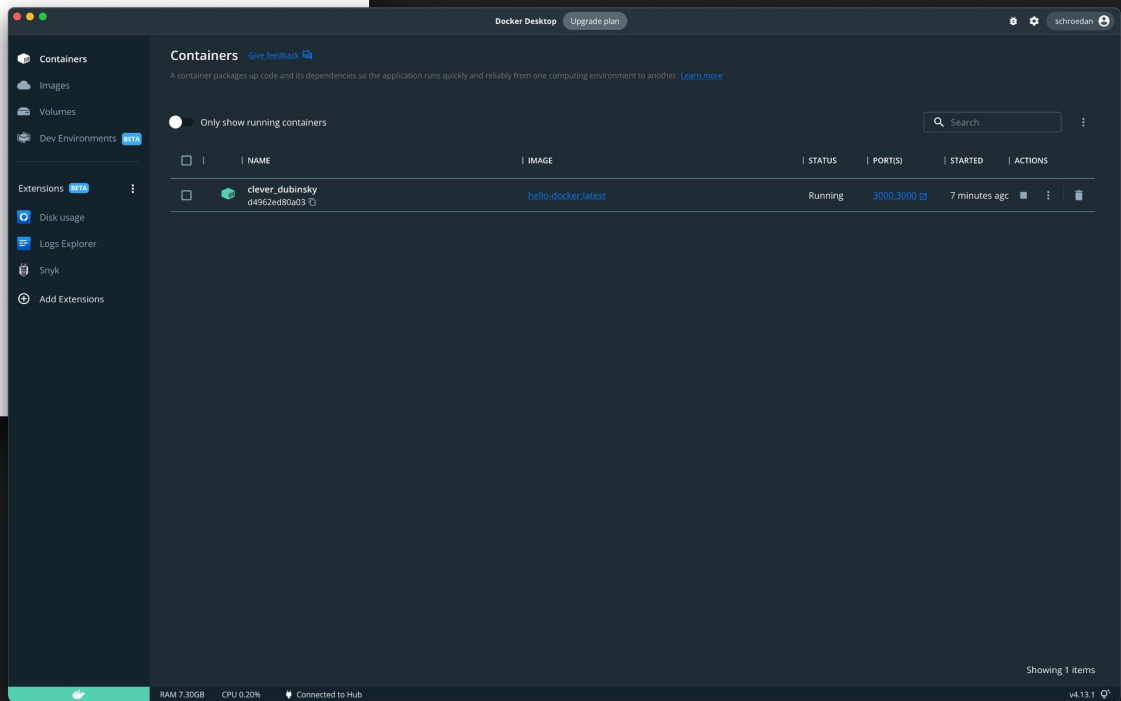 Docker Desktop Upgrade plan schroedan
Containers
Images
Volumes
Dev Environments BETA
Extensions BETA
Disk usage
Logs Explorer
Snyk
Add Extensions
Containers Give feedback
A container packages up code and its dependencies so the application runs quickly and reliably from one computing environment to another. Learn more
Only show running containers
Search
NAME IMAGE STATUS PORT(S) STARTED ACTIONS
clever_dubinsky hello-docker:latest Running 3000:3000 7 minutes agc
d4962ed80a03
Showing 1 items
RAM 7.30GB CPU 0.20% Connected to Hub v4.13.1